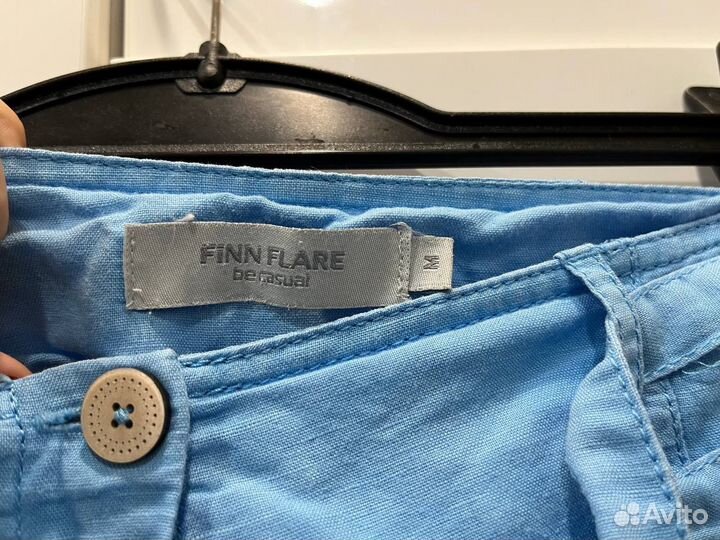 FiNN FLARE
be casual
M
Avito